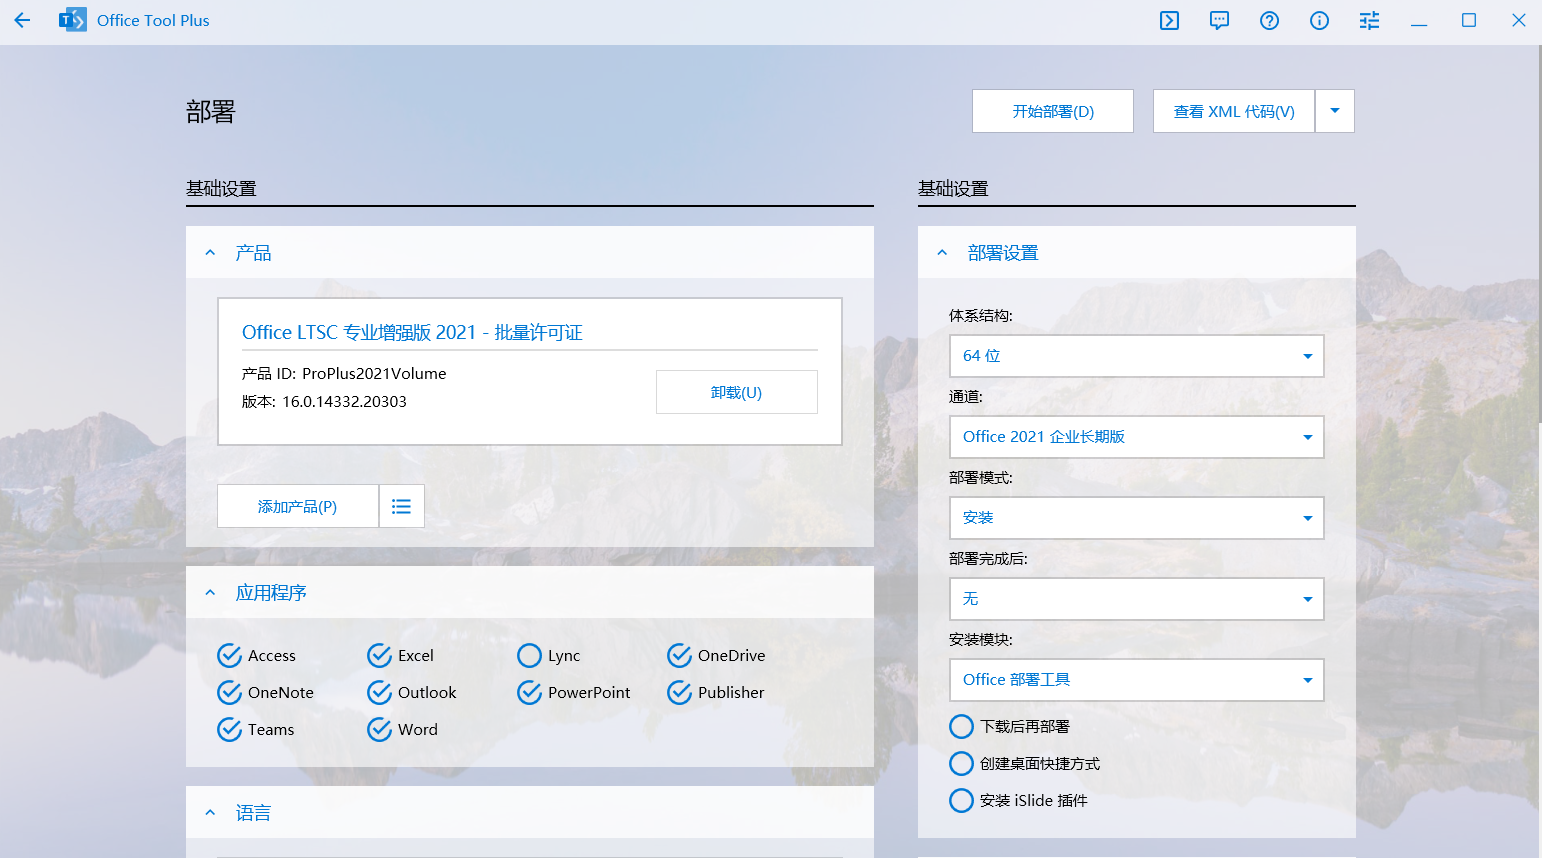 Office Tool Plus
部署
开始部署(D)
查看 XML 代码(V)
基础设置
产品
Office LTSC 专业增强版 2021 - 批量许可证
产品 ID: ProPlus2021Volume
版本: 16.0.14332.20303
卸载(U)
添加产品(P)
应用程序
Access
Excel
Lync
OneDrive
OneNote
Outlook
PowerPoint
Publisher
Teams
Word
语言
基础设置
部署设置
体系结构:
64 位
通道:
Office 2021 企业长期版
部署模式:
安装
部署完成后:
无
安装模块:
Office 部署工具
下载后再部署
创建桌面快捷方式
安装 iSlide 插件